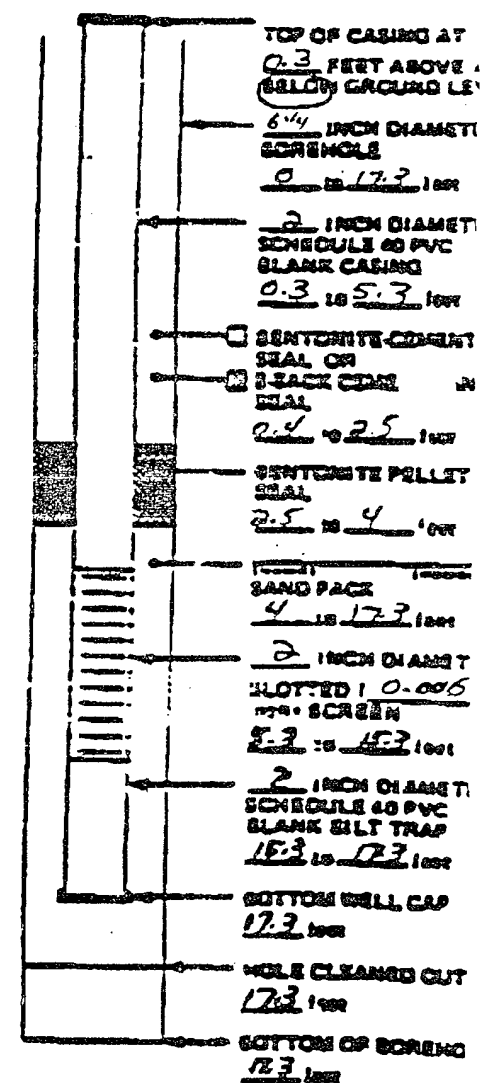 TOP OF CASING AT
0.3 FEET ABOVE
BELOW GROUND LEV
6 1/4 INCH DIAMET
BOREHOLE
0 to 17.3 feet
2 INCH DIAMET
SCHEDULE 40 PVC
BLANK CASING
0.3 to 5.3 feet
BENTONITE-CEMENT
SEAL OR
SACK CEME
SEAL
0.4 to 2.5 feet
BENTONITE PELLET
SEAL
2.5 to 4 feet
SAND PACK
4 to 17.3 feet
2 INCH DIAMET
SLOTTED 0.006
SCREEN
5.3 to 15.3 feet
2 INCH DIAMET
SCHEDULE 40 PVC
BLANK SILT TRAP
15.3 to 17.3 feet
BOTTOM WELL CAP
17.3 feet
HOLE CLEANED OUT
17.3 feet
BOTTOM OF BOREHO
17.3 feet